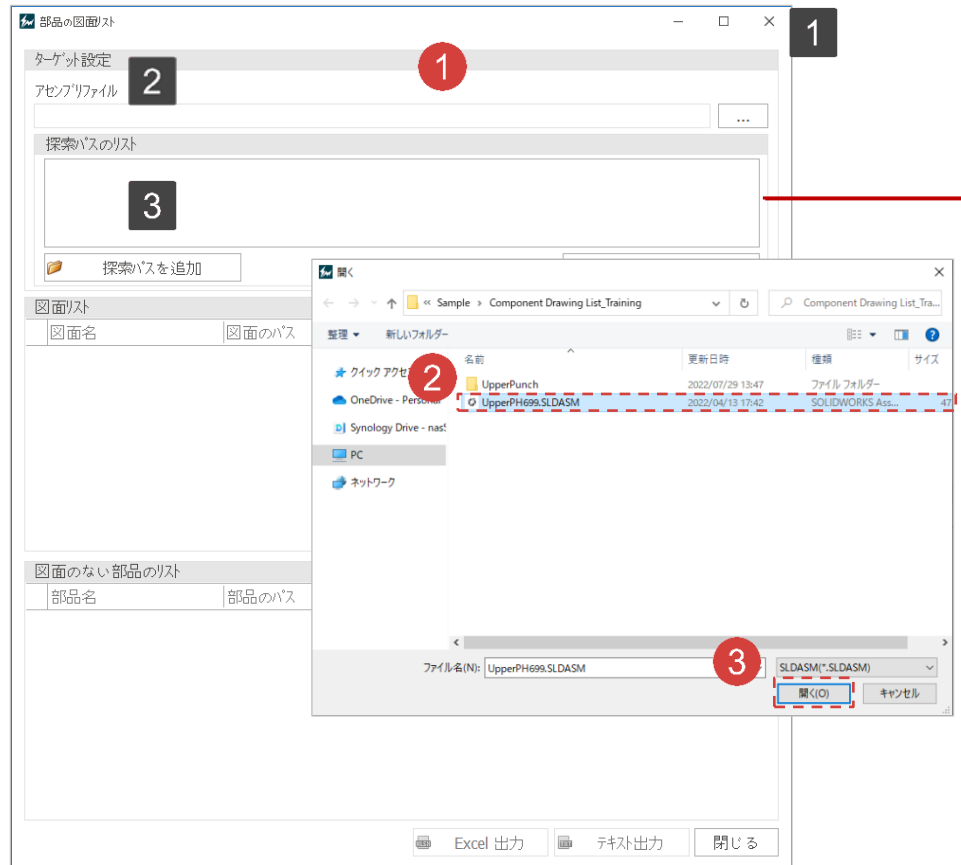 部品の図面リスト
1
ターゲット設定
1
アセンブリファイル
2
...
探索パスのリスト
3
探索パスを追加
図面リスト
図面名 図面のパス
図面のない部品のリスト
部品名 部品のパス
Excel 出力 テキスト出力 閉じる
開く
« Sample › Component Drawing List_Training
Component Drawing List_Tra...
整理 新しいフォルダー
名前 更新日時 種類 サイズ
クイック アクセ
2
UpperPunch 2022/07/29 13:47 ファイル フォルダー
OneDrive - Personal
UpperPH699.SLDASM 2022/04/13 17:42 SOLIDWORKS Ass... 47
Synology Drive - nas
PC
ネットワーク
ファイル名(N): UpperPH699.SLDASM
3
SLDASM(*.SLDASM)
開く(O) キャンセル